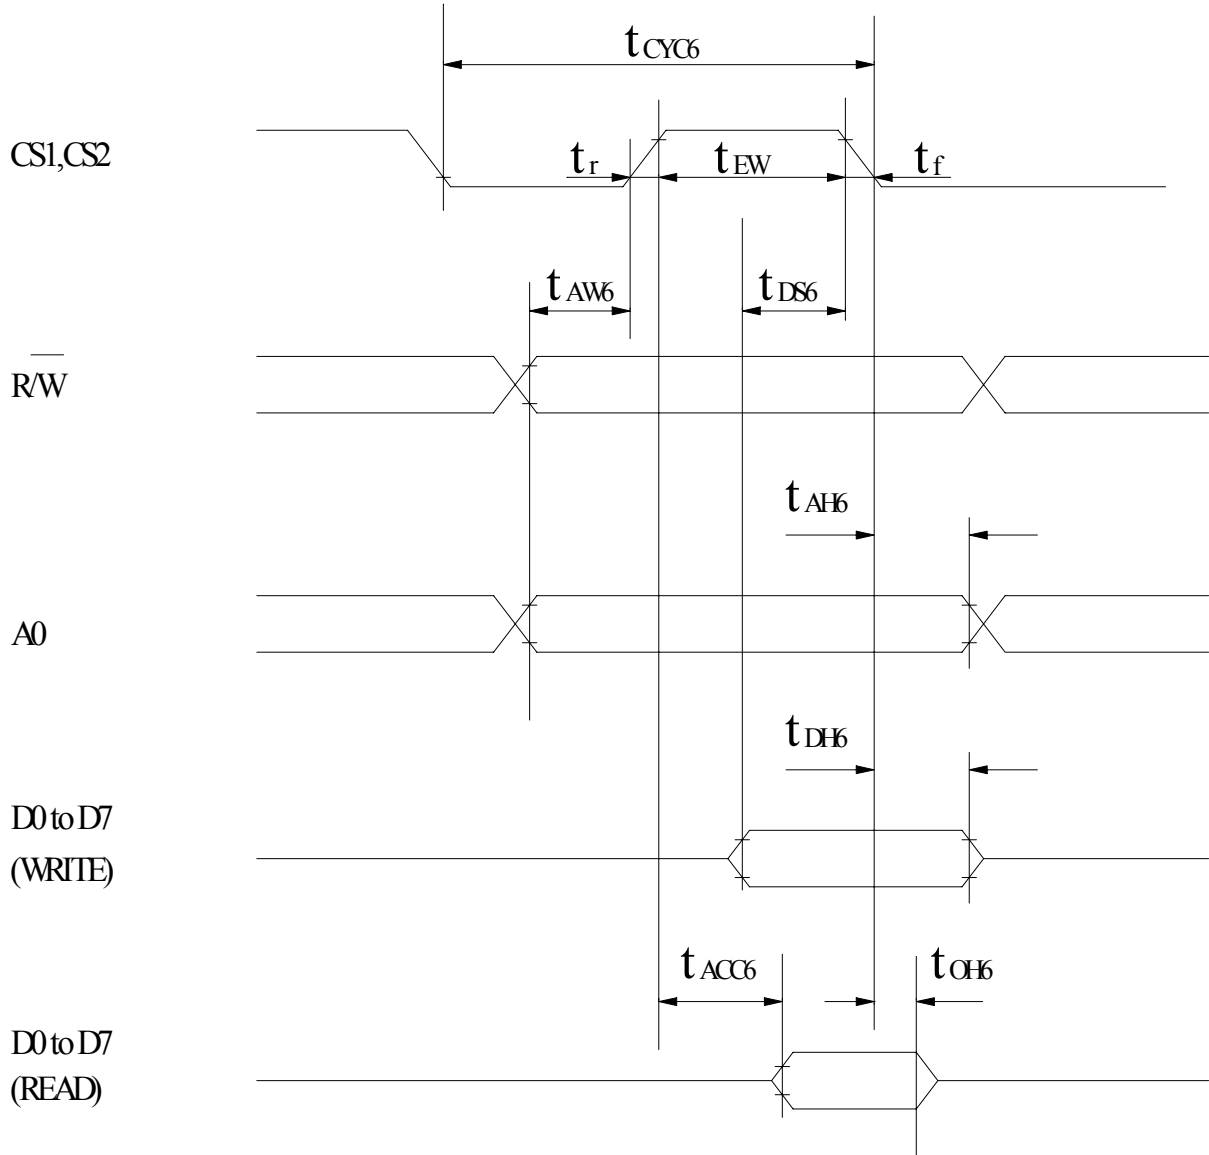 tCYC6
CS1,CS2
tr
tEW
tf
tAW6
tDS6
R/W
tAH6
A0
tDH6
D0 to D7
(WRITE)
tACC6
tOH6
D0 to D7
(READ)